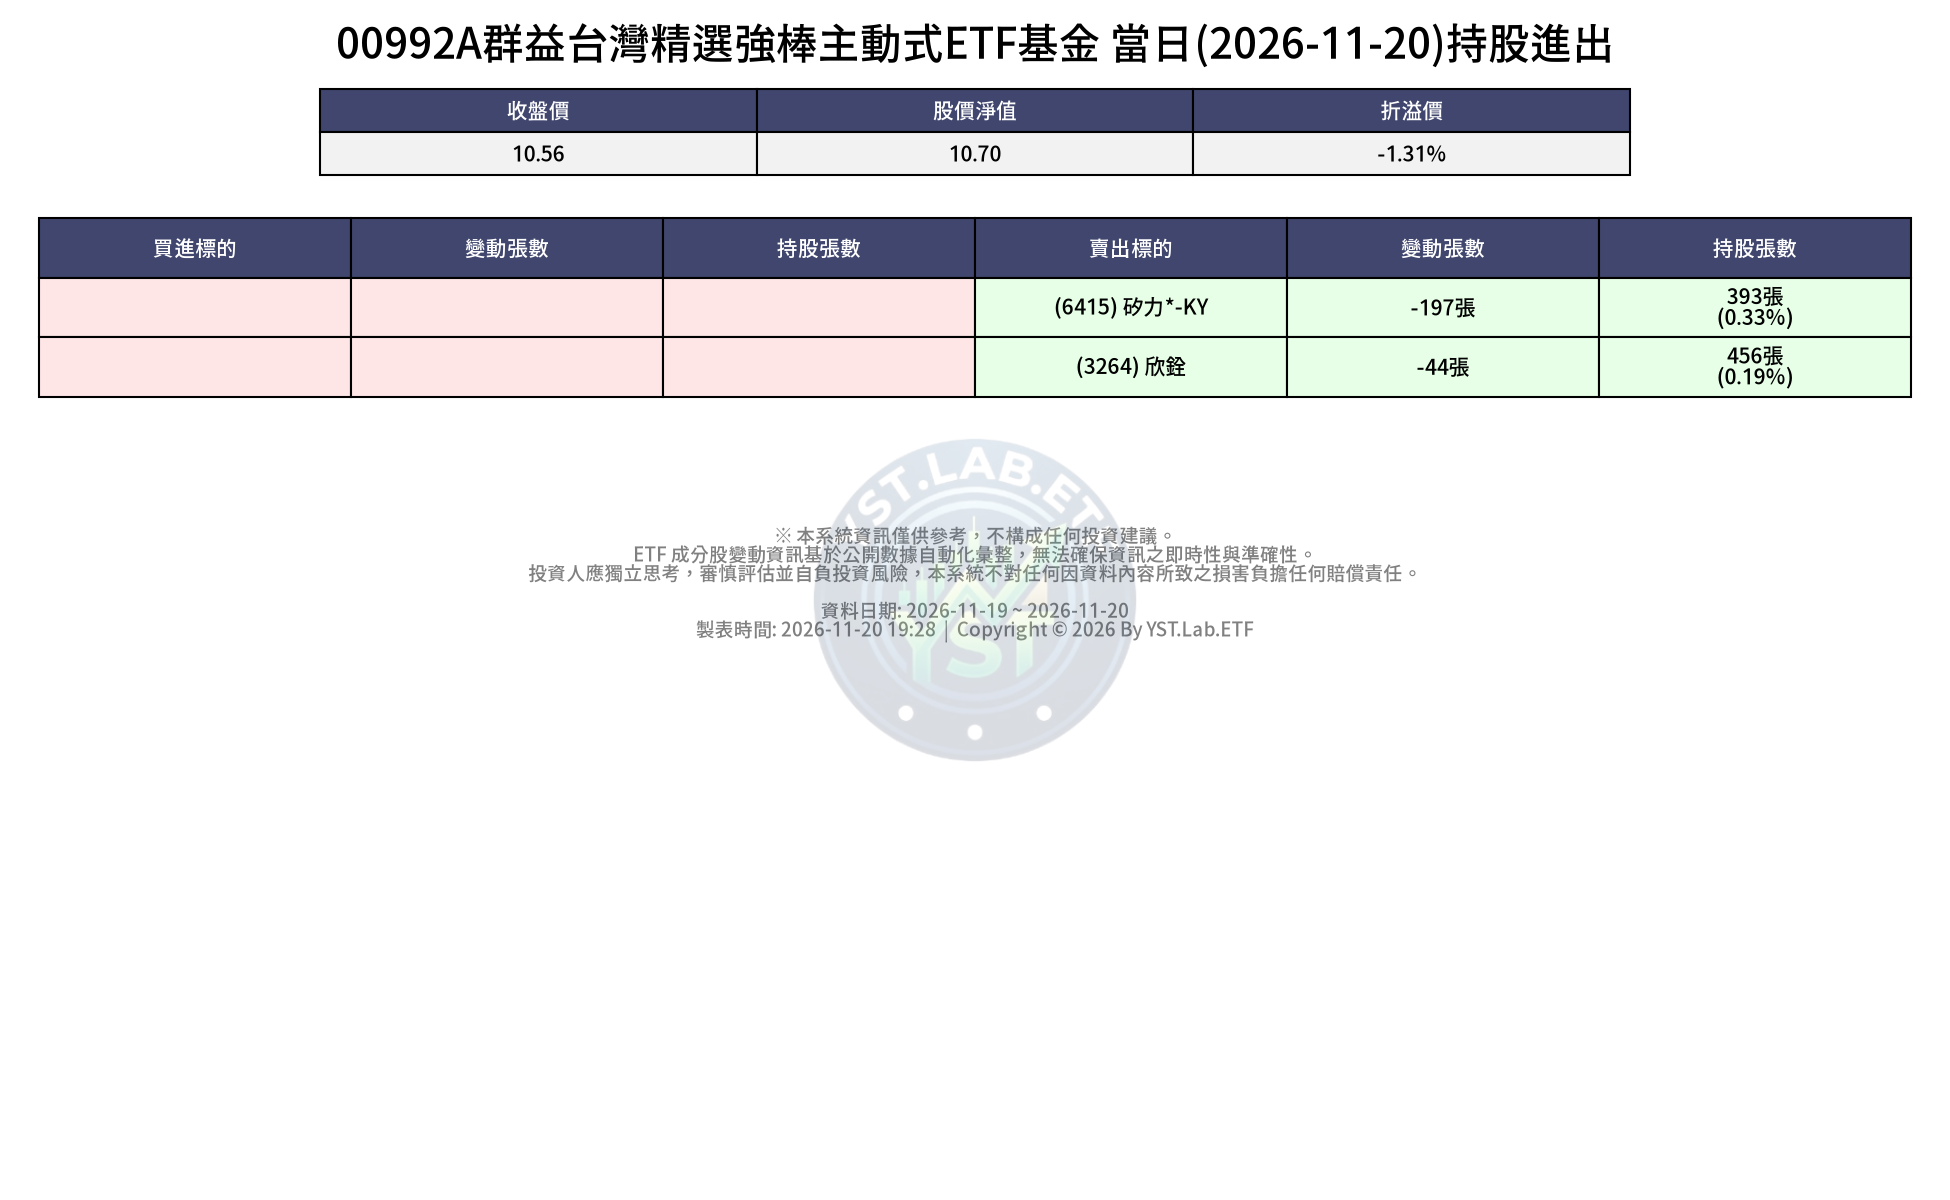 00992A群益台灣精選強棒主動式ETF基金 當日(2026-11-20)持股進出
收盤價 股價淨值 折溢價
10.56 10.70 -1.31%
買進標的 變動張數 持股張數 賣出標的 變動張數 持股張數
(6415) 矽力*-KY -197張 393張
(0.33%)
(3264) 欣銓 -44張 456張
(0.19%)
YST.LAB.ETF
※ 本系統資訊僅供參考，不構成任何投資建議。
ETF 成分股變動資訊基於公開數據自動化彙整，無法確保資訊之即時性與準確性。
投資人應獨立思考，審慎評估並自負投資風險，本系統不對任何因資料內容所致之損害負擔任何賠償責任。
資料日期: 2026-11-19 ~ 2026-11-20
製表時間: 2026-11-20 19:28 | Copyright © 2026 By YST.Lab.ETF
YST